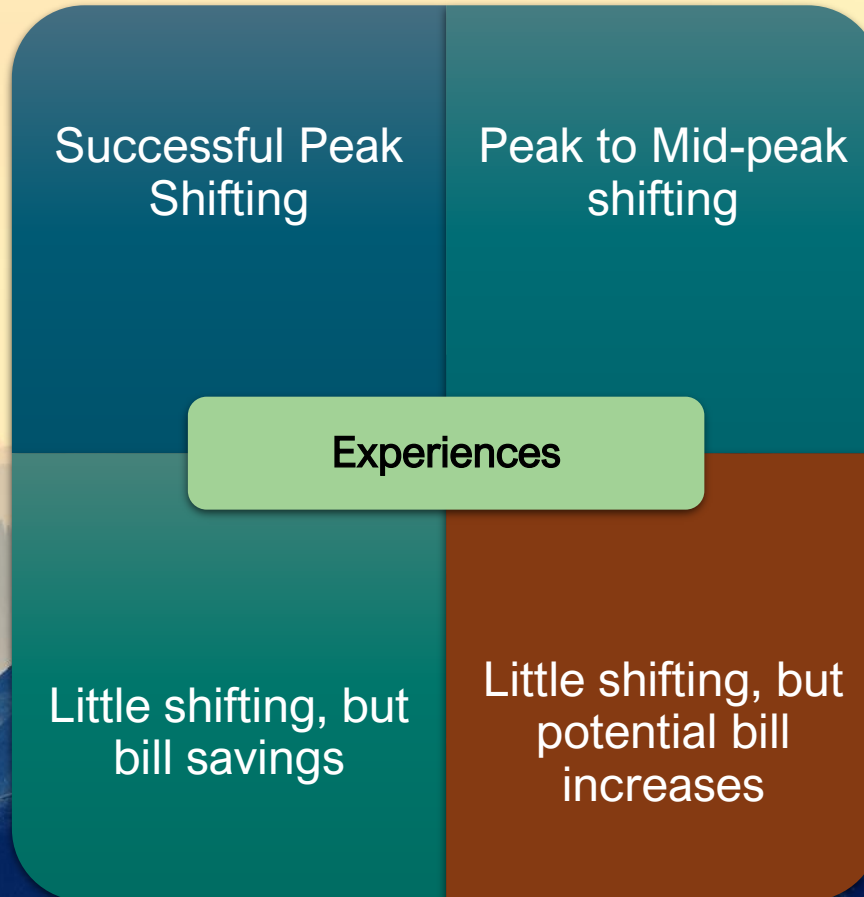 Successful Peak
Shifting
Peak to Mid-peak
shifting
Experiences
Little shifting, but
bill savings
Little shifting, but
potential bill
increases